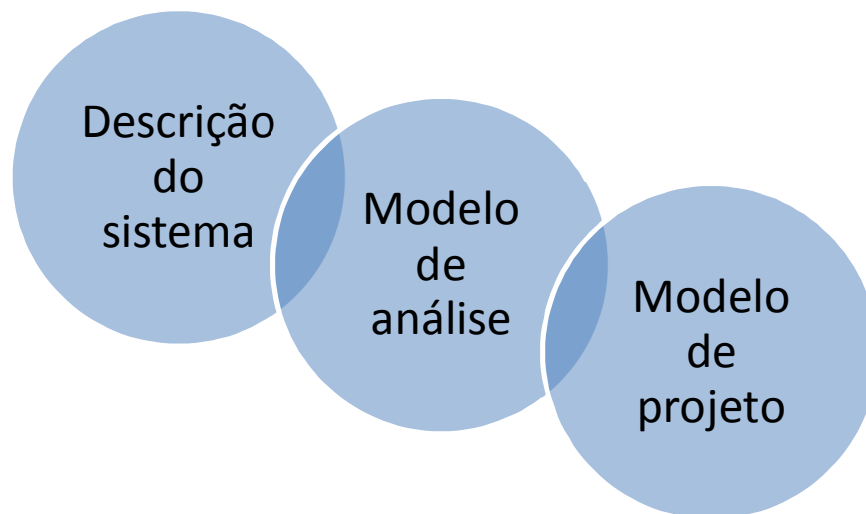 Descrição
do
sistema
Modelo
de
análise
Modelo
de
projeto